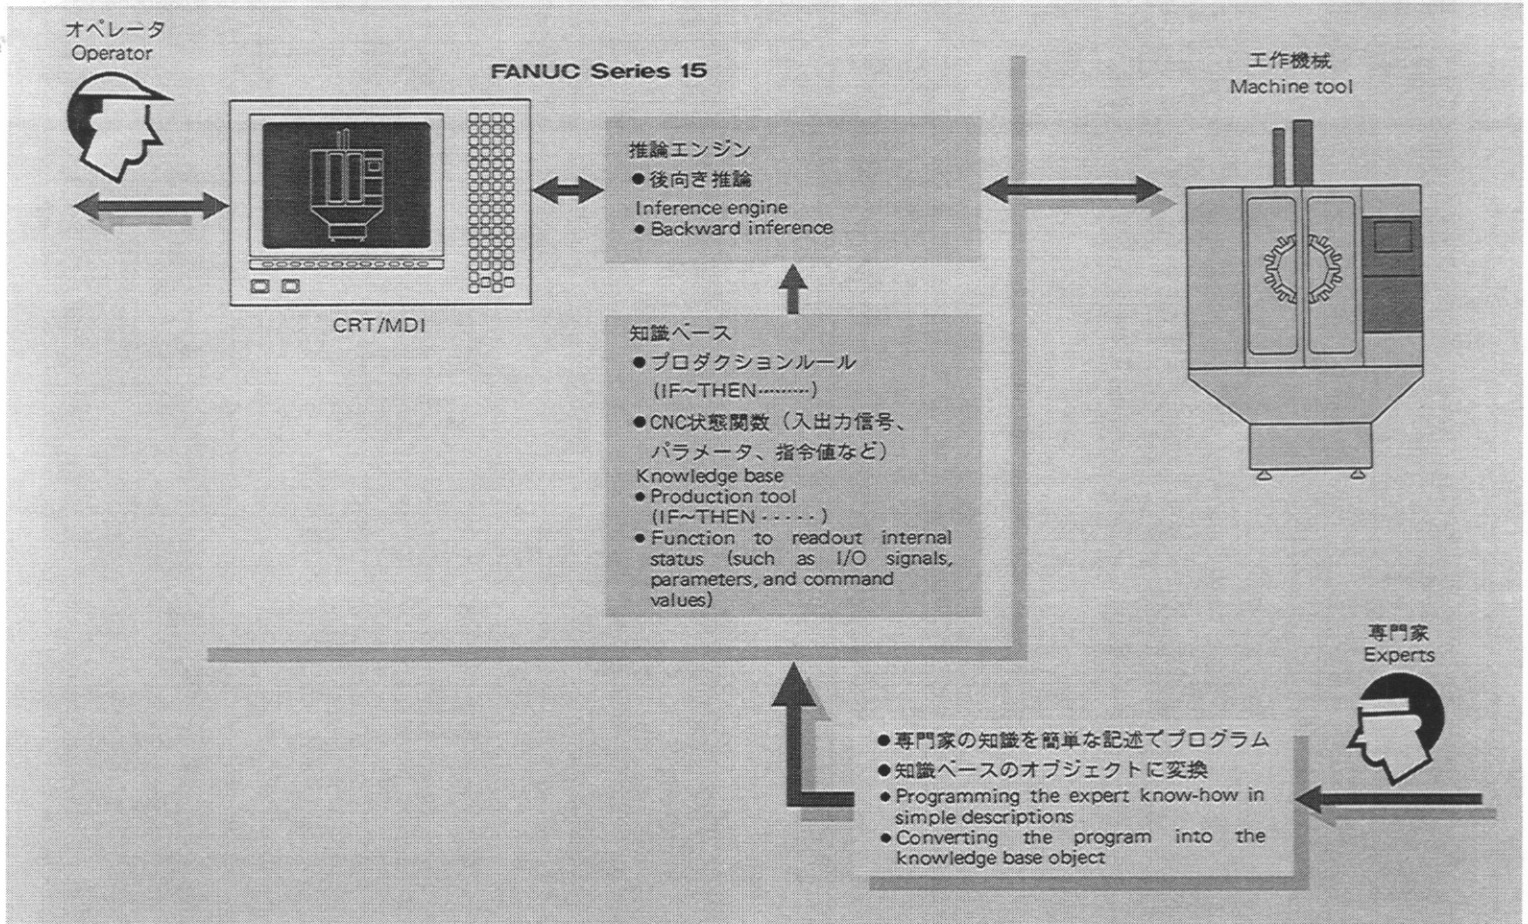 オペレータ
Operator
FANUC Series 15
工作機械
Machine tool
推論エンジン
●後向き推論
Inference engine
● Backward inference
CRT/MDI
知識ベース
●プロダクションルール
(IF~THEN·········)
●CNC状態関数（入出力信号、
パラメータ、指令値など）
Knowledge base
● Production tool
(IF~THEN ····· )
● Function to readout internal
status (such as I/O signals,
parameters, and command
values)
専門家
Experts
●専門家の知識を簡単な記述でプログラム
●知識ベースのオブジェクトに変換
● Programming the expert know-how in
simple descriptions
● Converting the program into the
knowledge base object